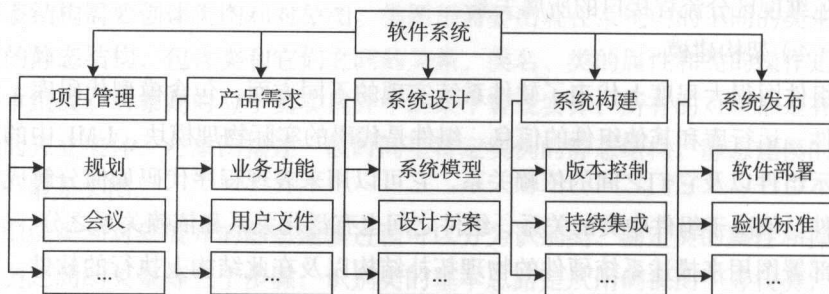 软件系统
项目管理 产品需求 系统设计 系统构建 系统发布
规划 业务功能 系统模型 版本控制 软件部署
会议 用户文件 设计方案 持续集成 验收标准
... ... ... ... ...